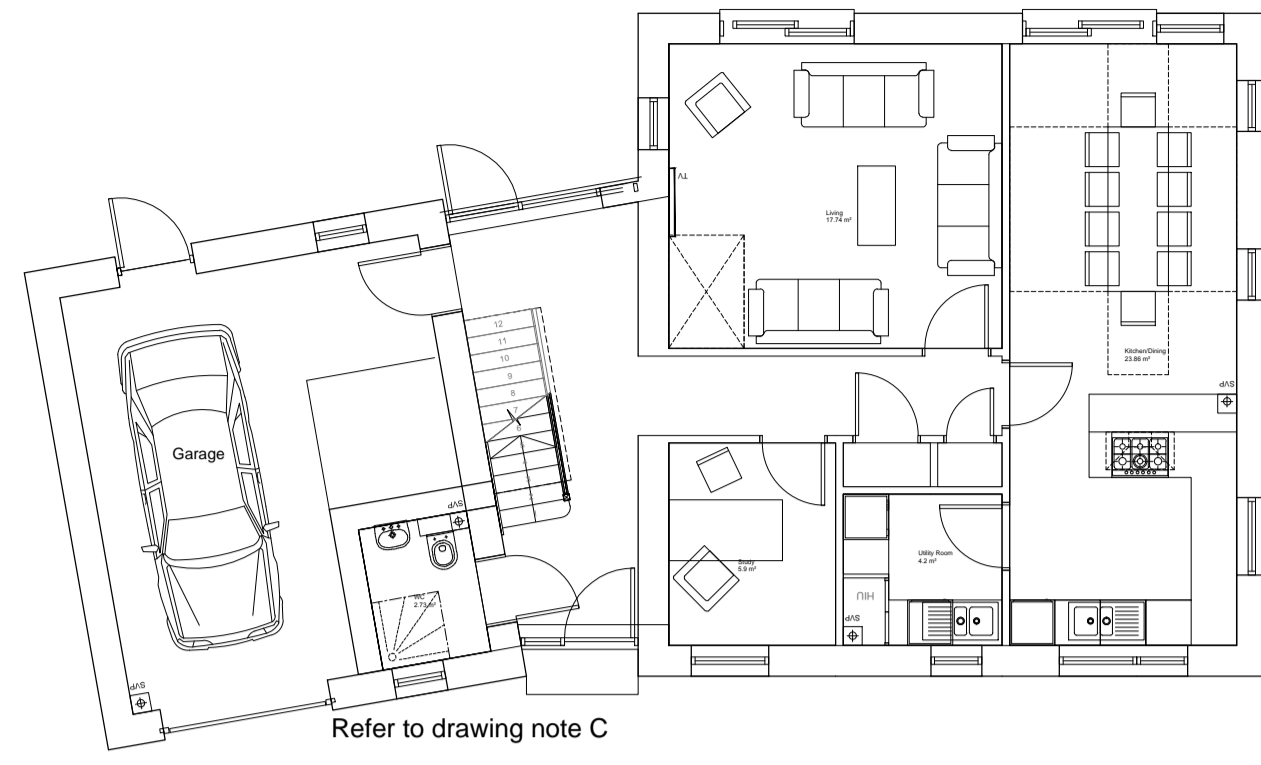 TV
Living
17.74 m²
Kitchen/Dining
23.86 m²
SVP
12
11
10
9
8
7
6
Garage
SVP
WC
2.73 m²
Study
5.9 m²
Utility Room
4.2 m²
HIU
SVP
SVP
Refer to drawing note C